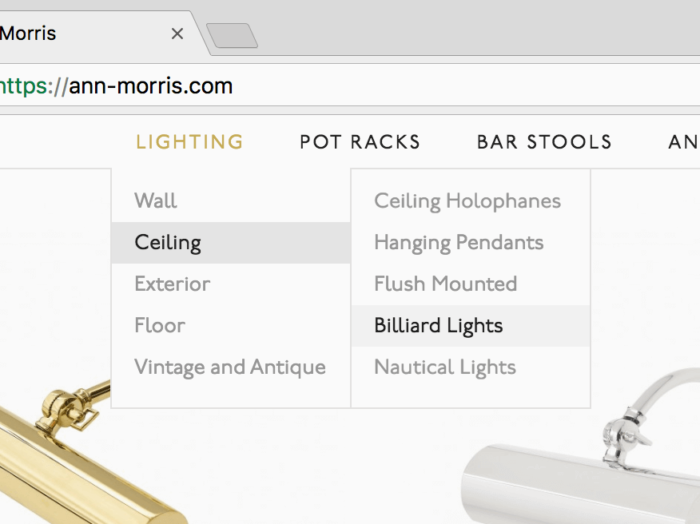 Morris
https://ann-morris.com
LIGHTING POT RACKS BAR STOOLS AN
Wall
Ceiling
Exterior
Floor
Vintage and Antique
Ceiling Holophanes
Hanging Pendants
Flush Mounted
Billiard Lights
Nautical Lights